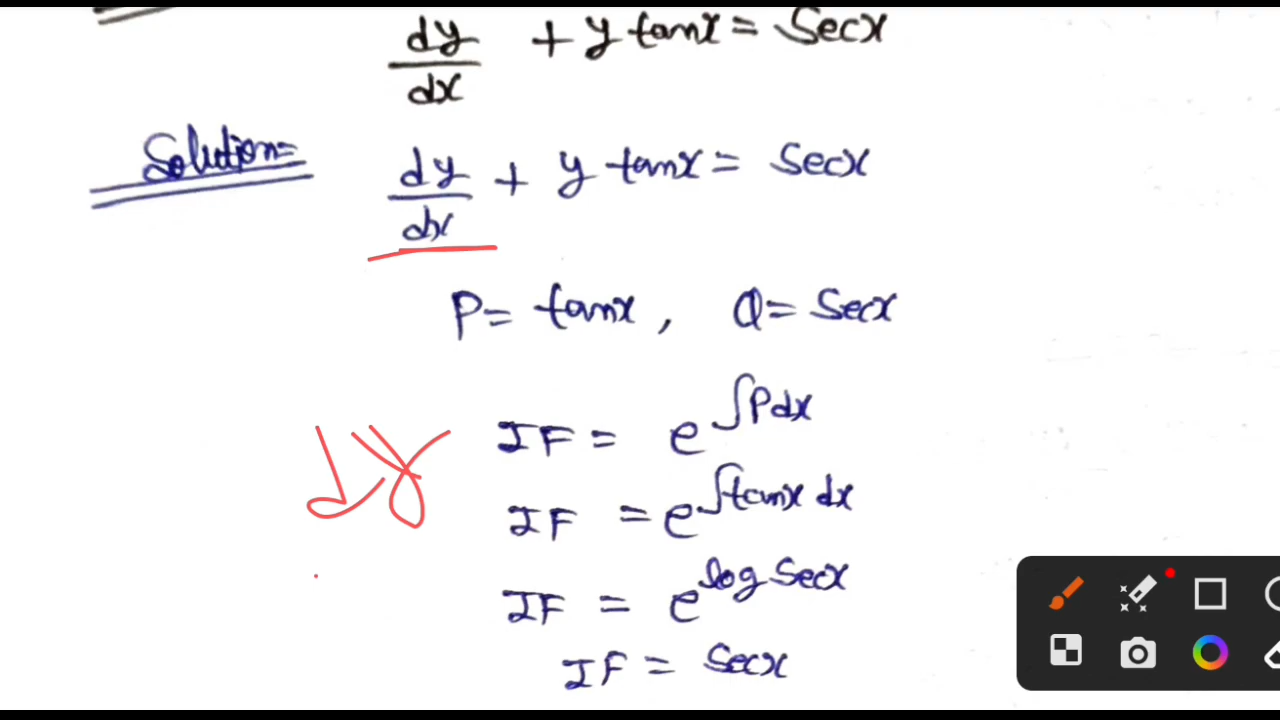 dy/dx + y tanx = Secx
Solution= dy/dx + y tanx = Secx
P = tanx , Q = Secx
IF = e^∫Pdx
dy
IF = e^∫tanx dx
IF = e^log Secx
IF = Secx